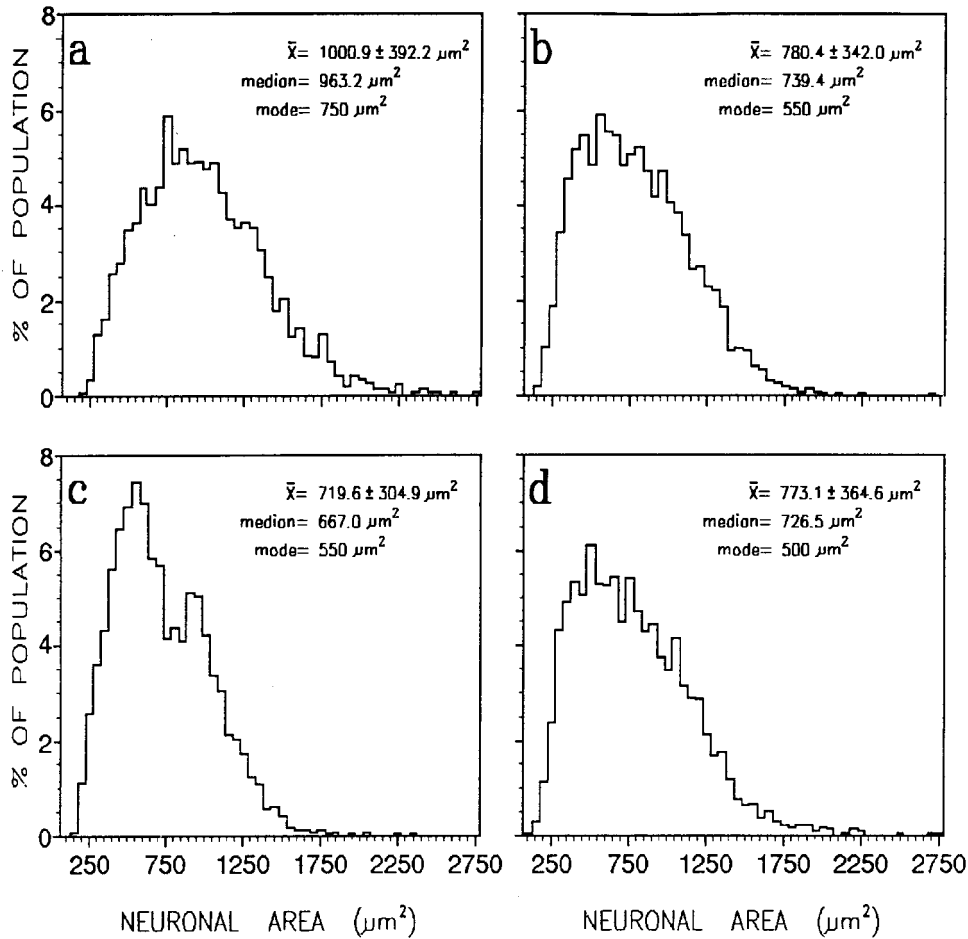 8
a
X̄= 1000.9 ± 392.2 µm²
median= 963.2 µm²
mode= 750 µm²
6
4
2
0
% OF POPULATION
b
X̄= 780.4 ± 342.0 µm²
median= 739.4 µm²
mode= 550 µm²
8
c
X̄= 719.6 ± 304.9 µm²
median= 667.0 µm²
mode= 550 µm²
6
4
2
0
% OF POPULATION
250 750 1250 1750 2250 2750
NEURONAL AREA (µm²)
d
X̄= 773.1 ± 364.6 µm²
median= 726.5 µm²
mode= 500 µm²
250 750 1250 1750 2250 2750
NEURONAL AREA (µm²)